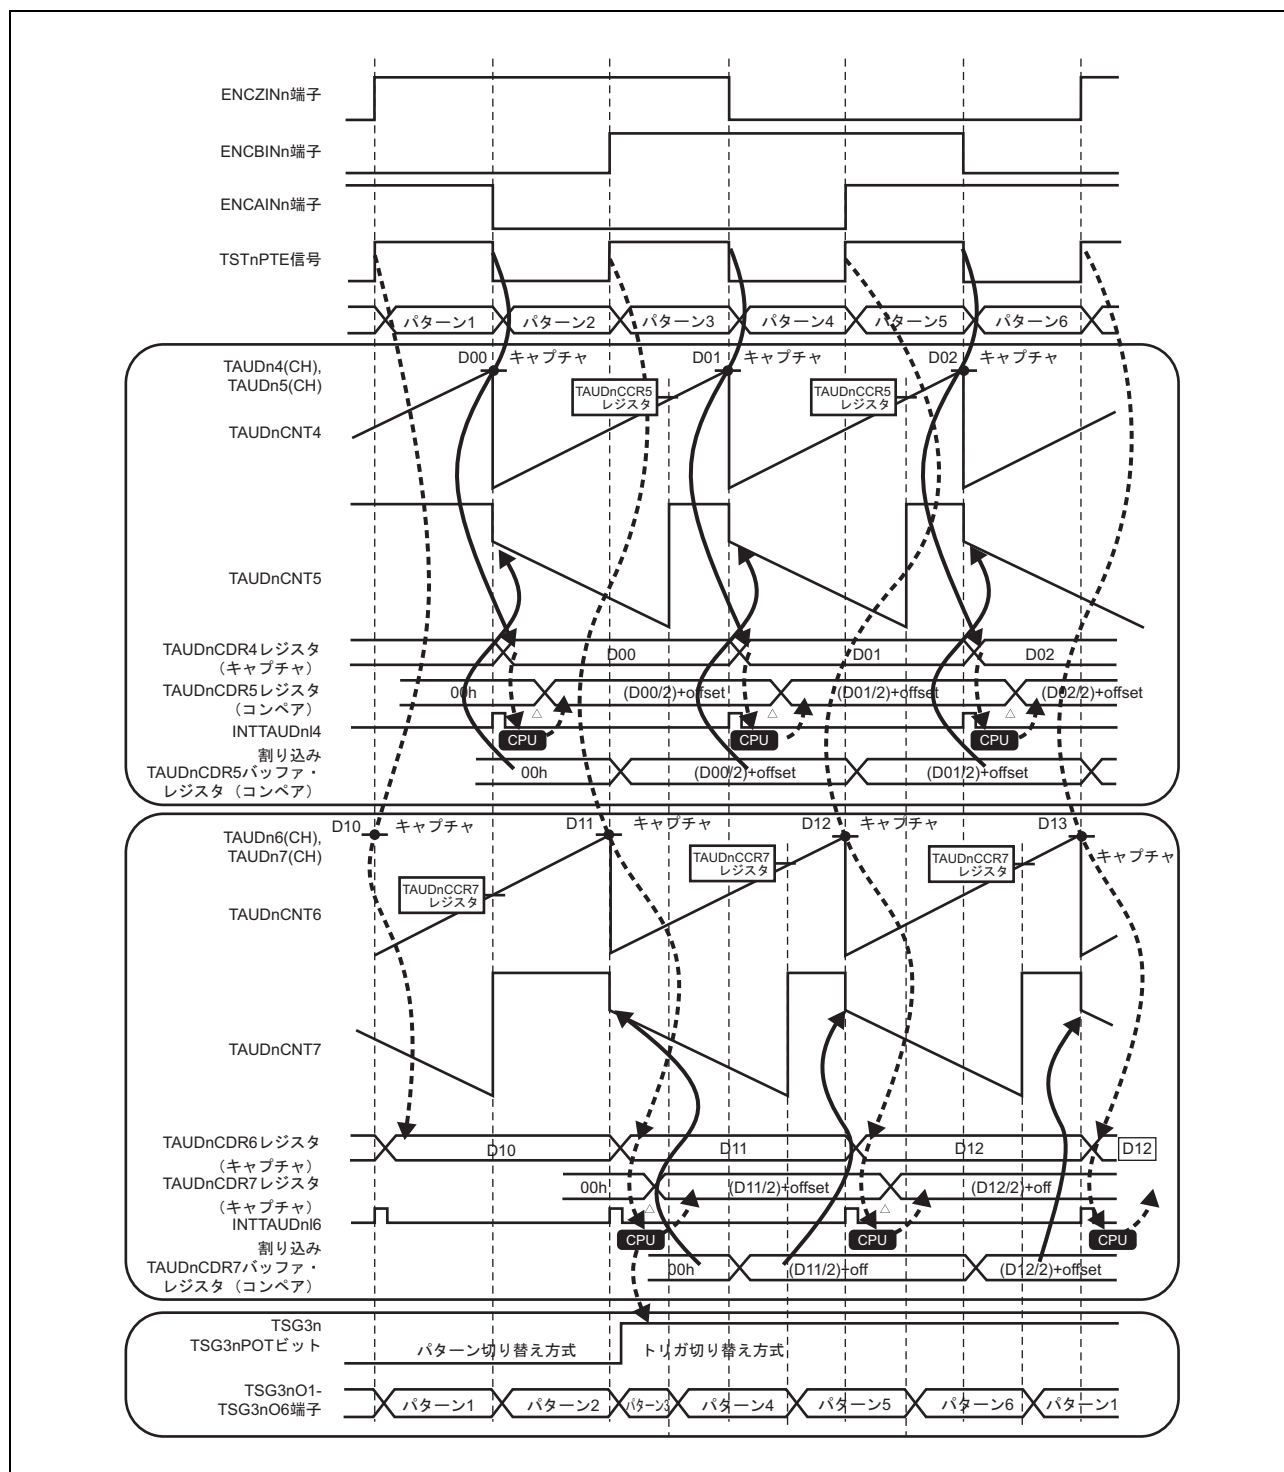 ENCZINn端子
ENCBINn端子
ENCAINn端子
TSTnPTE信号
パターン1 パターン2 パターン3 パターン4 パターン5 パターン6
TAUDn4(CH),
TAUDn5(CH)
D00 キャプチャ D01 キャプチャ D02 キャプチャ
TAUDnCCR5
レジスタ
TAUDnCCR5
レジスタ
TAUDnCNT4
TAUDnCNT5
TAUDnCDR4レジスタ
(キャプチャ)
D00 D01 D02
TAUDnCDR5レジスタ
(コンペア)
00h (D00/2)+offset (D01/2)+offset (D02/2)+offset
△ △ △
INTTAUDnI4
割り込み
CPU CPU CPU
TAUDnCDR5バッファ・
レジスタ(コンペア)
00h (D00/2)+offset (D01/2)+offset
TAUDn6(CH),
TAUDn7(CH)
D10 キャプチャ D11 キャプチャ D12 キャプチャ D13 キャプチャ
TAUDnCCR7
レジスタ
TAUDnCCR7
レジスタ
TAUDnCCR7
レジスタ
TAUDnCNT6
TAUDnCNT7
TAUDnCDR6レジスタ
(キャプチャ)
D10 D11 D12 D12
TAUDnCDR7レジスタ
(キャプチャ)
00h (D11/2)+offset (D12/2)+off
△ △
INTTAUDnI6
割り込み
CPU CPU CPU
TAUDnCDR7バッファ・
レジスタ(コンペア)
00h (D11/2)+off (D12/2)+offset
TSG3n
TSG3nPOTビット
パターン切り替え方式 トリガ切り替え方式
TSG3nO1-
TSG3nO6端子
パターン1 パターン2 パターン3 パターン4 パターン5 パターン6 パターン1